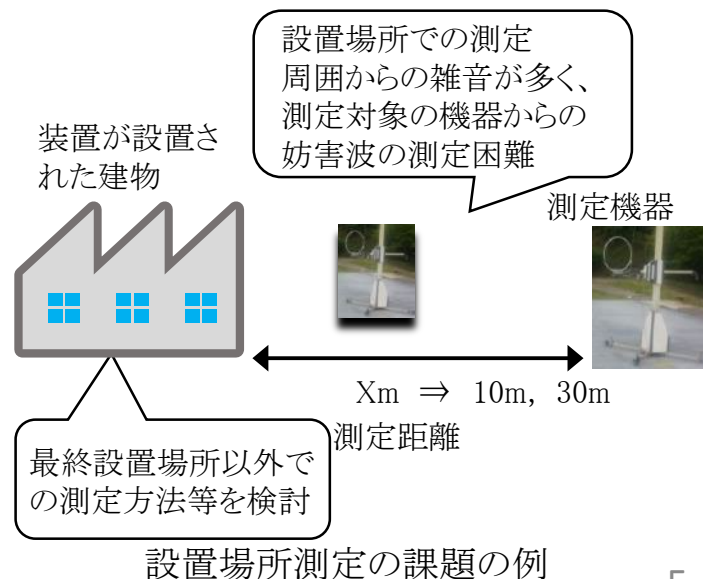 設置場所での測定
周囲からの雑音が多く、
測定対象の機器からの
妨害波の測定困難
装置が設置さ
れた建物
測定機器
Xm ⇒ 10m, 30m
測定距離
最終設置場所以外で
の測定方法等を検討
設置場所測定の課題の例